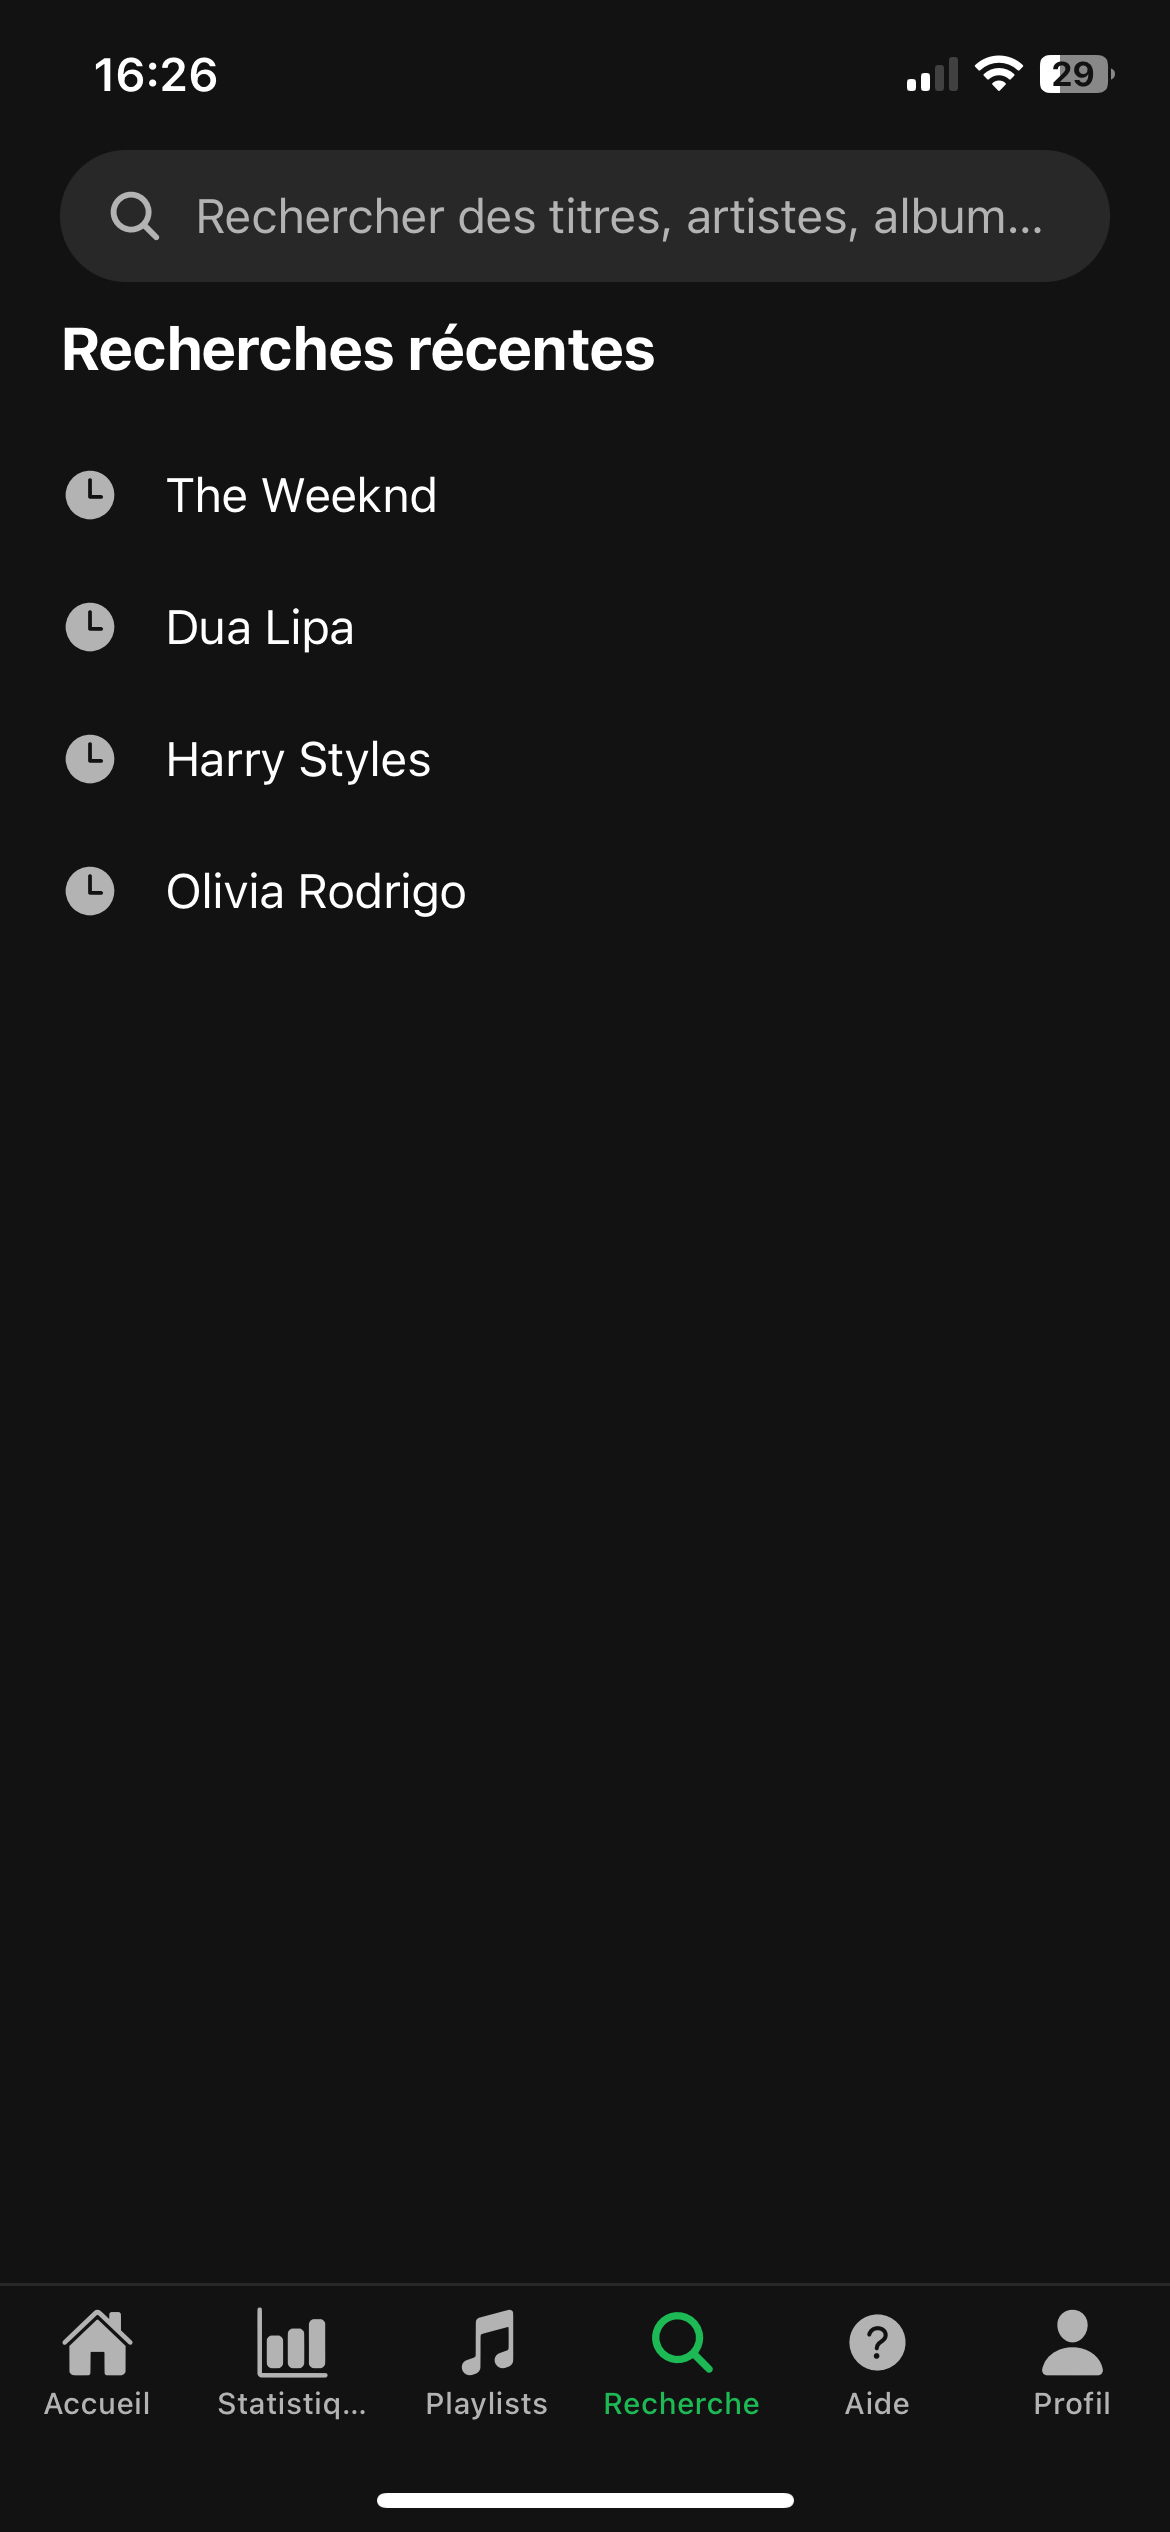 16:26
29
Rechercher des titres, artistes, album...
Recherches récentes
The Weeknd
Dua Lipa
Harry Styles
Olivia Rodrigo
Accueil
Statistiq...
Playlists
Recherche
Aide
Profil